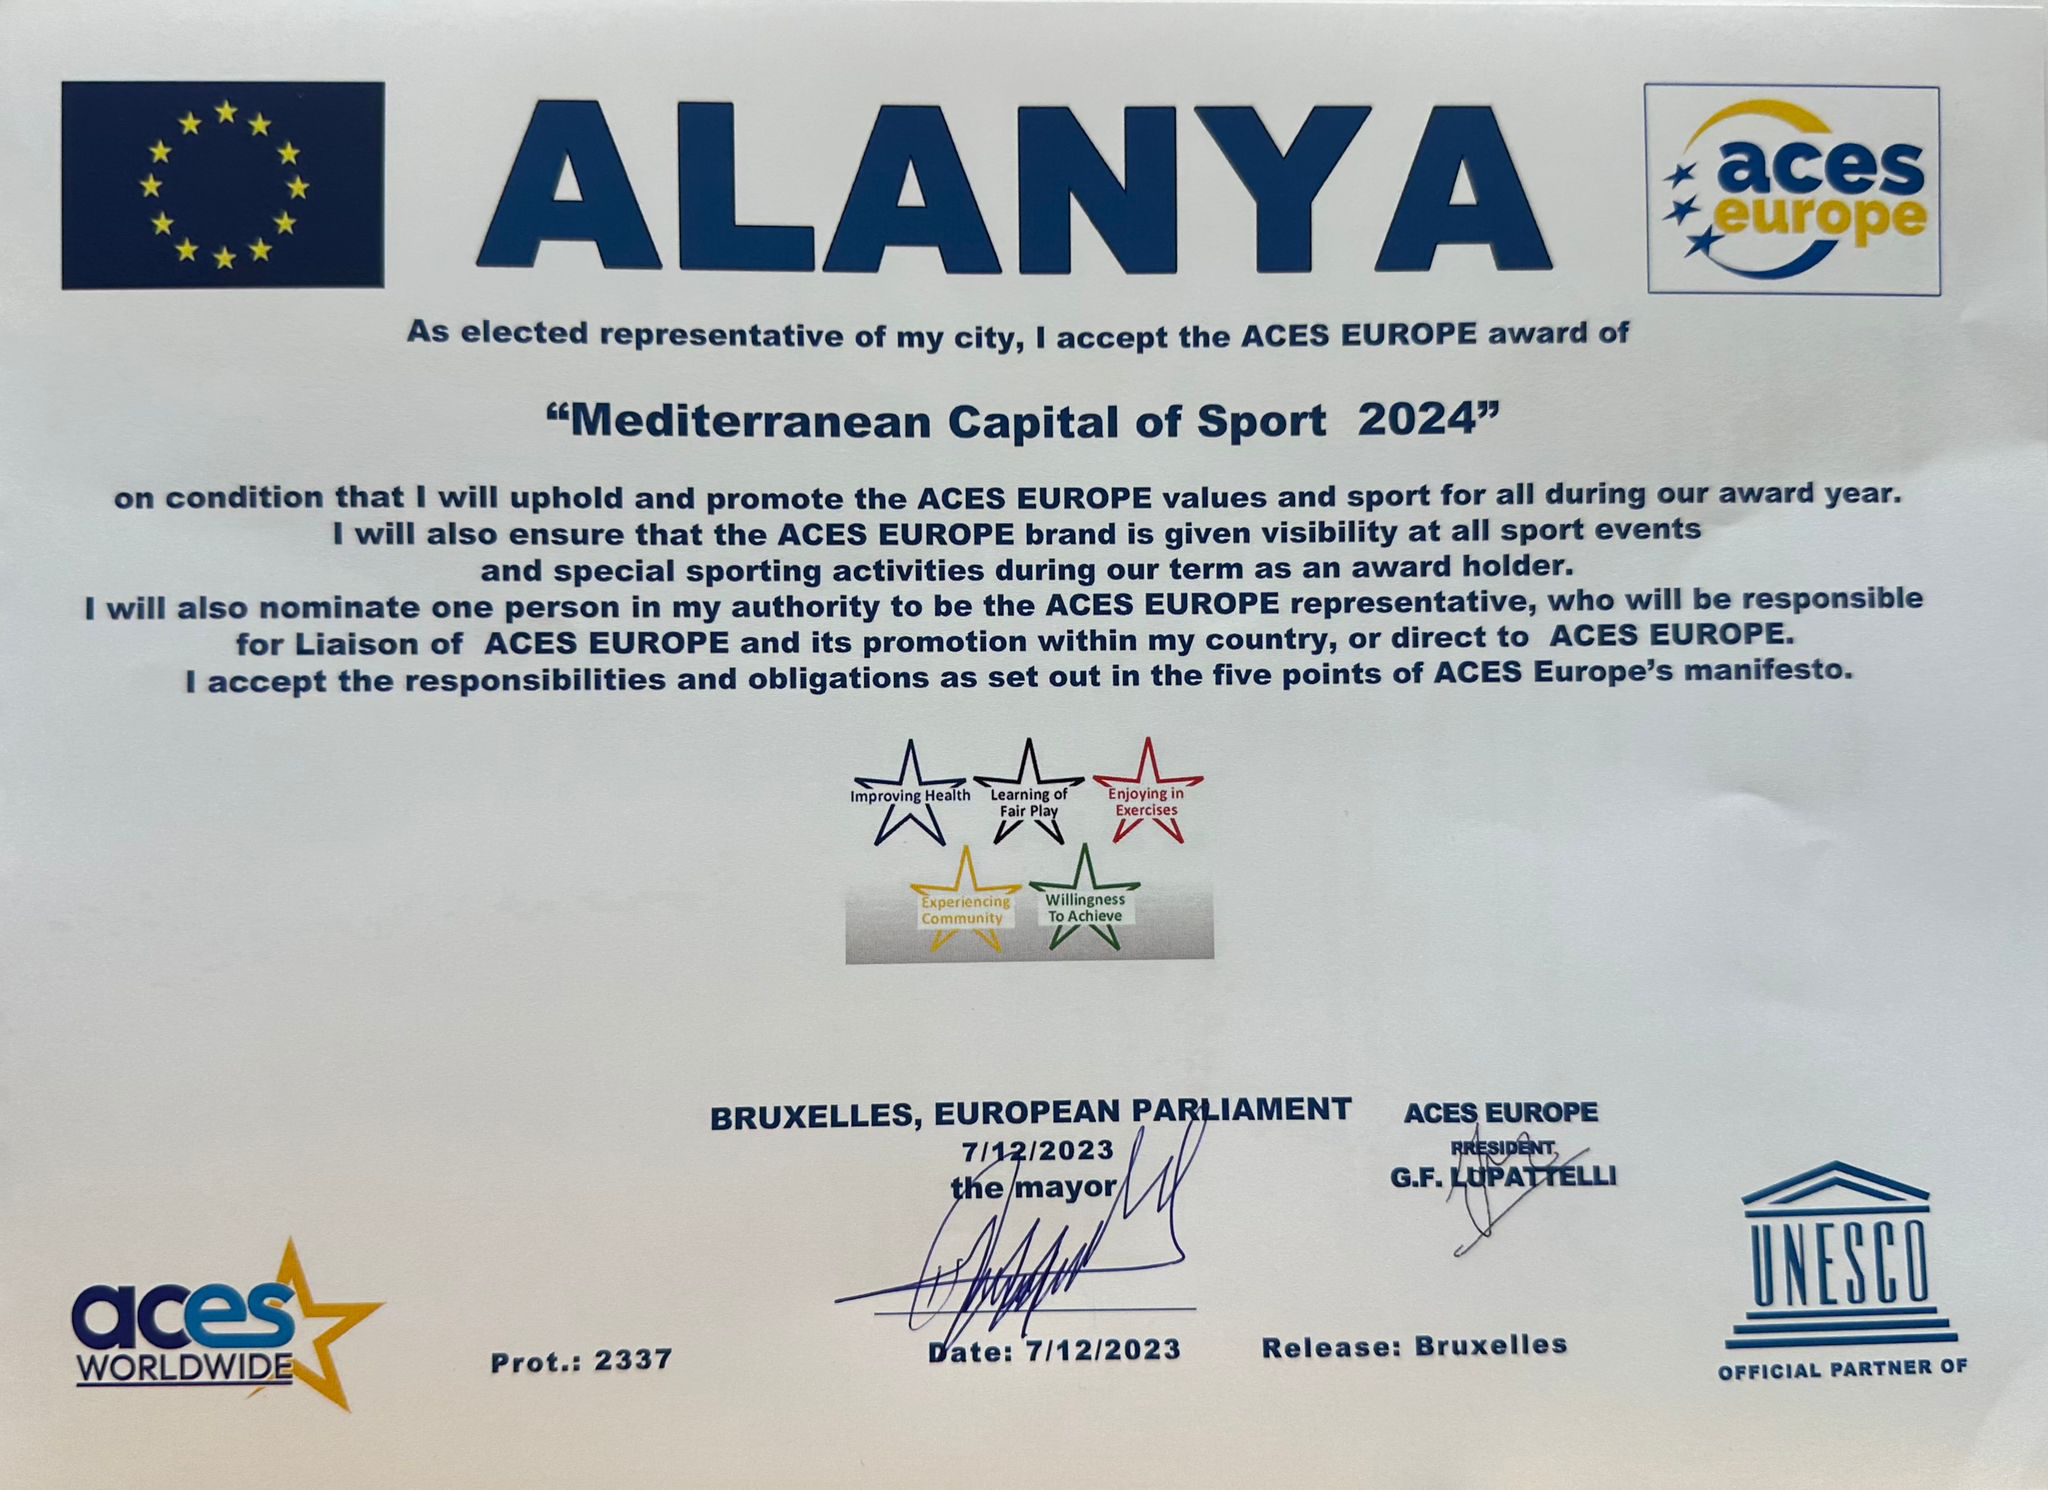 ALANYA
aces
europe
As elected representative of my city, I accept the ACES EUROPE award of
“Mediterranean Capital of Sport 2024”
on condition that I will uphold and promote the ACES EUROPE values and sport for all during our award year.
I will also ensure that the ACES EUROPE brand is given visibility at all sport events
and special sporting activities during our term as an award holder.
I will also nominate one person in my authority to be the ACES EUROPE representative, who will be responsible
for Liaison of ACES EUROPE and its promotion within my country, or direct to ACES EUROPE.
I accept the responsibilities and obligations as set out in the five points of ACES Europe’s manifesto.
Improving Health
Learning of
Fair Play
Enjoying in
Exercises
Experiencing
Community
Willingness
To Achieve
BRUXELLES, EUROPEAN PARLIAMENT
7/12/2023
the mayor
ACES EUROPE
PRESIDENT
G.F. LUPATTELLI
aces
WORLDWIDE
Prot.: 2337
Date: 7/12/2023
Release: Bruxelles
UNESCO
OFFICIAL PARTNER OF